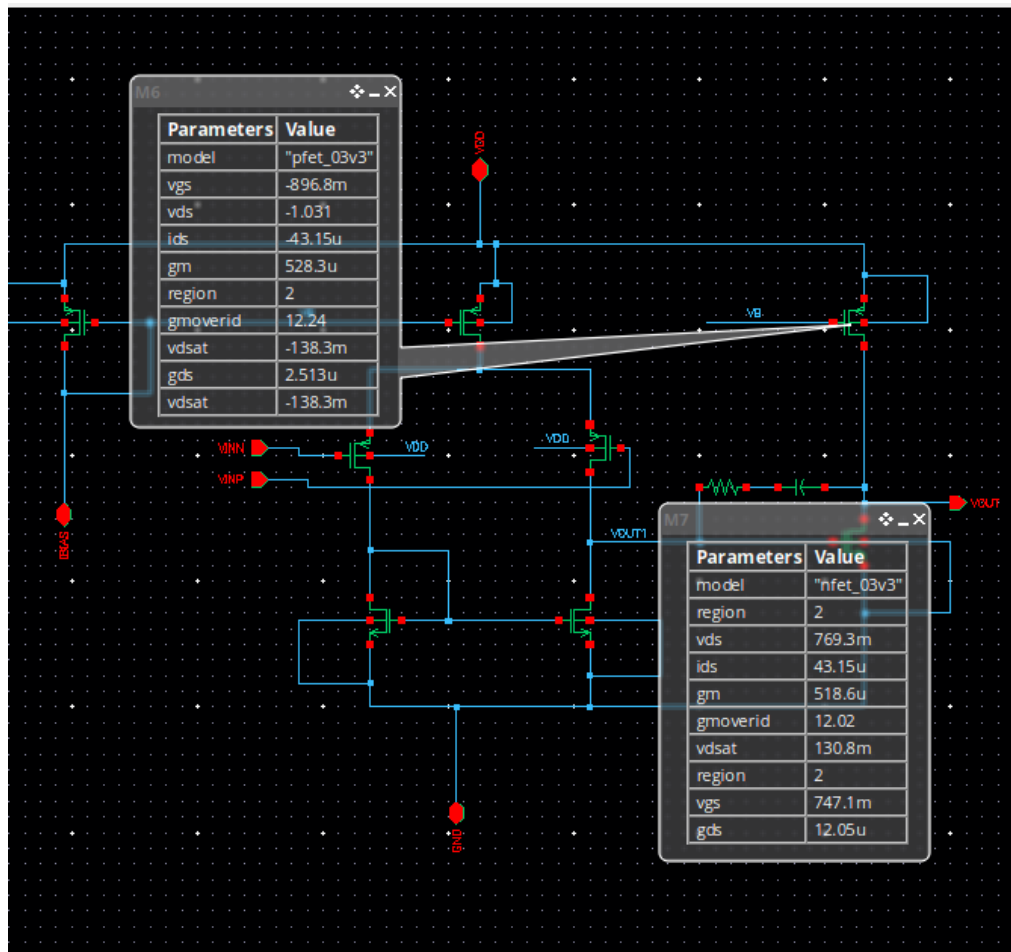 M6
Parameters Value
model "pfet_03v3"
vgs -896.8m
vds -1.031
ids -43.15u
gm 528.3u
region 2
gmoverid 12.24
vdsat -138.3m
gds 2.513u
vdsat -138.3m
VDD
VB
VINN
VDD
VDD
VINP
IBIAS
VOUT
VOUT1
M7
Parameters Value
model "nfet_03v3"
region 2
vds 769.3m
ids 43.15u
gm 518.6u
gmoverid 12.02
vdsat 130.8m
region 2
vgs 747.1m
gds 12.05u
GND